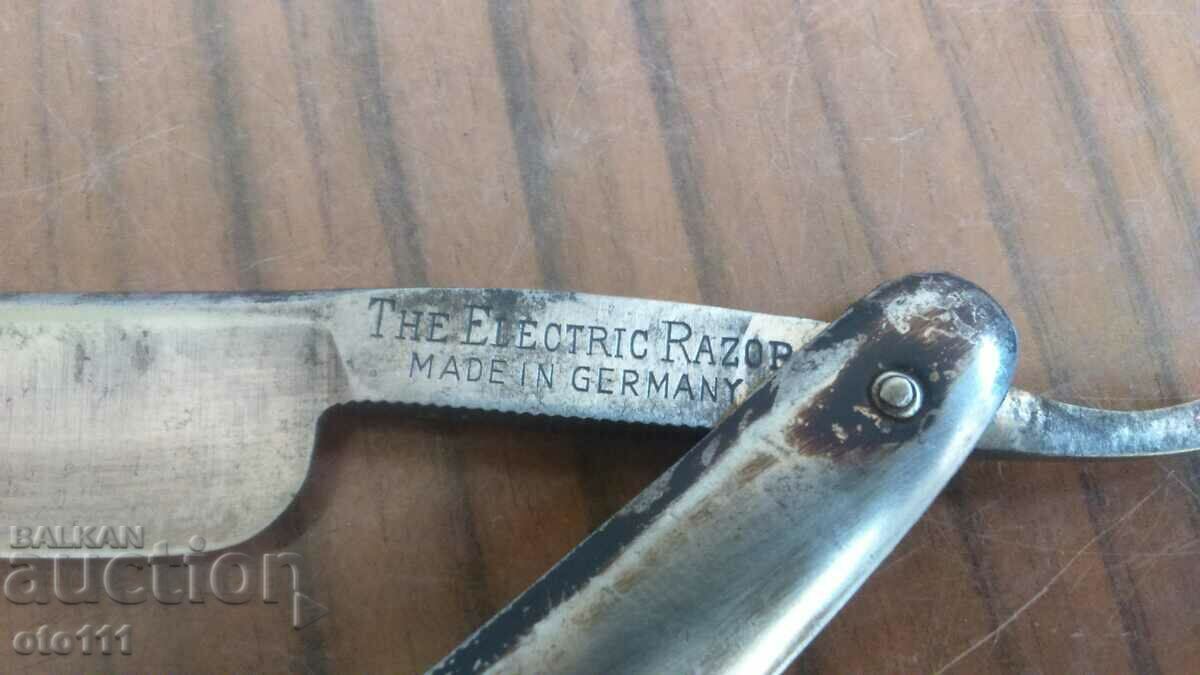 THE ELECTRIC RAZOR
MADE IN GERMANY
BALKAN
auction
oto111